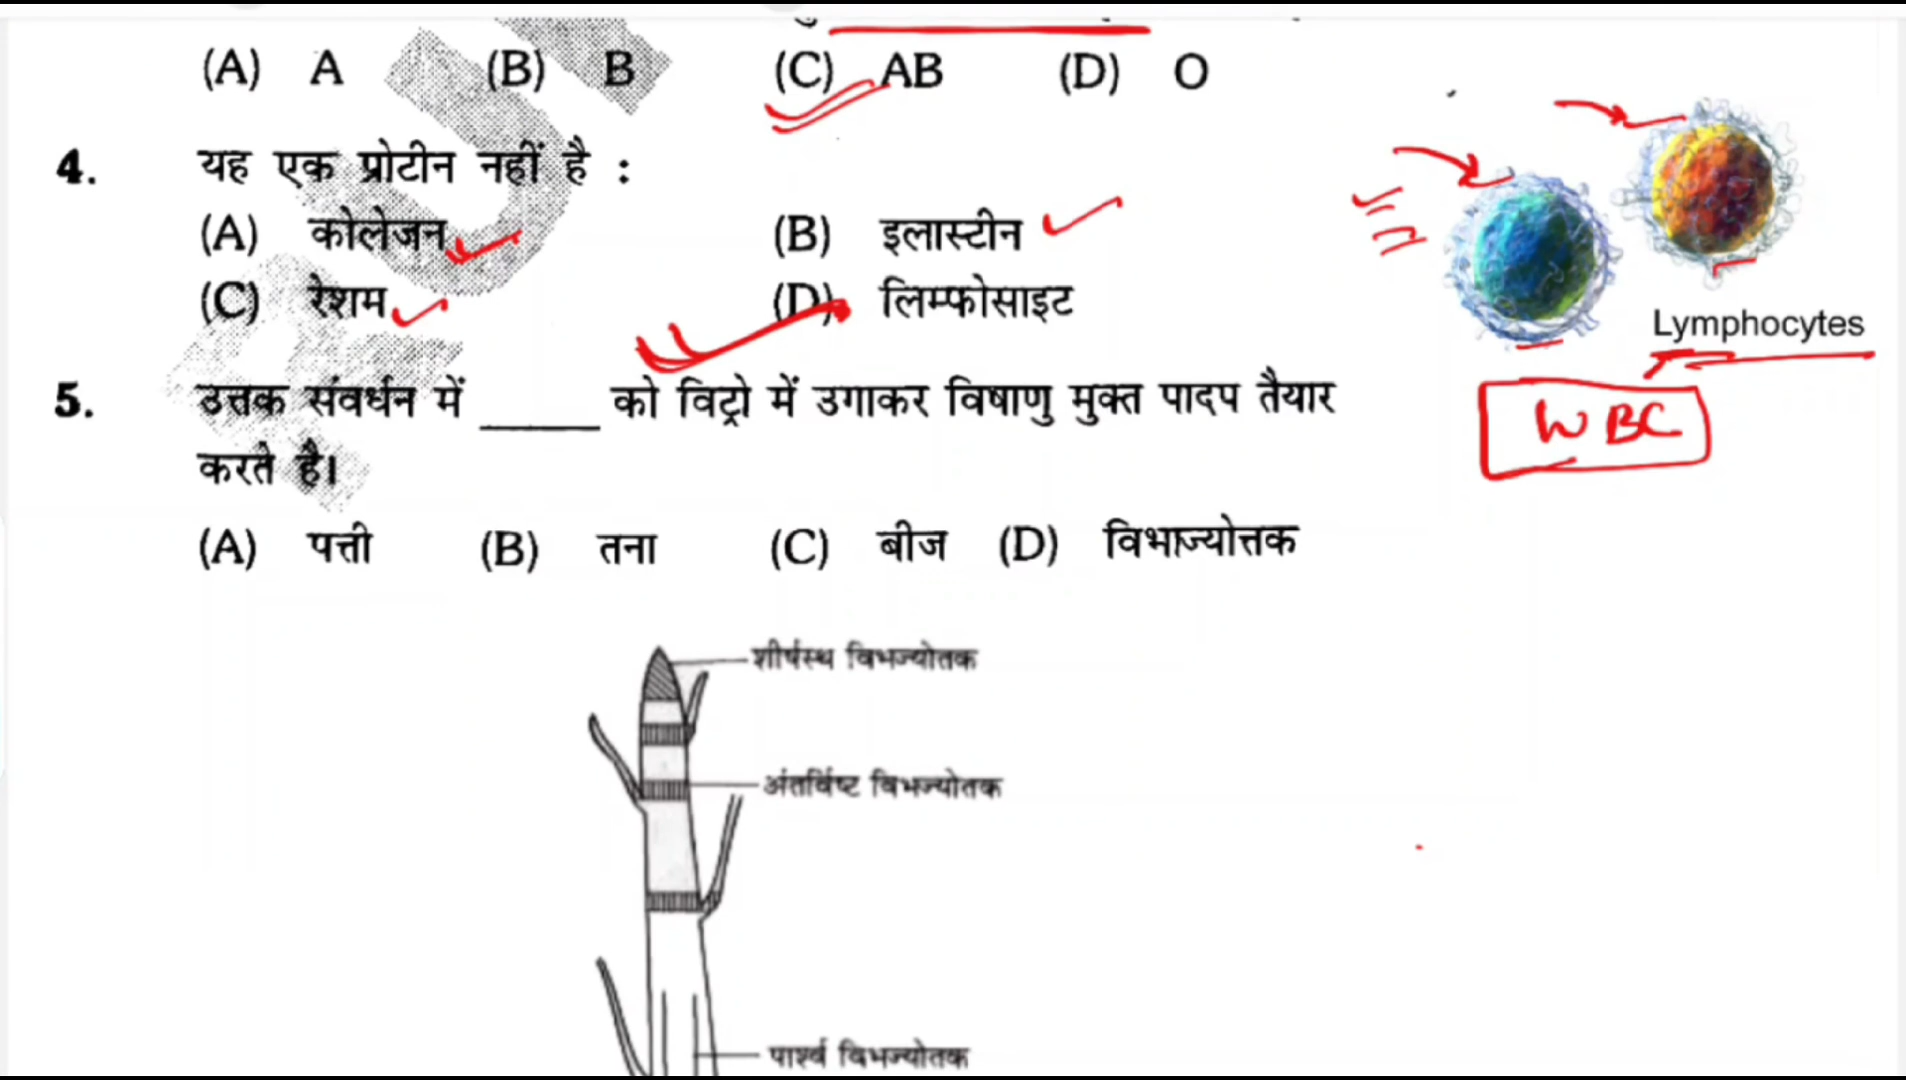 (A) A (B) B (C) AB (D) O
4. यह एक प्रोटीन नहीं है :
(A) कोलेजन (B) इलास्टीन
(C) रेशम (D) लिम्फोसाइट
Lymphocytes
WBC
5. उत्तक संवर्धन में _____ को विट्रो में उगाकर विषाणु मुक्त पादप तैयार
करते है।
(A) पत्ती (B) तना (C) बीज (D) विभाज्योत्तक
शीर्षस्थ विभज्योतक
अंतर्विष्ट विभज्योतक
पार्श्व विभज्योतक